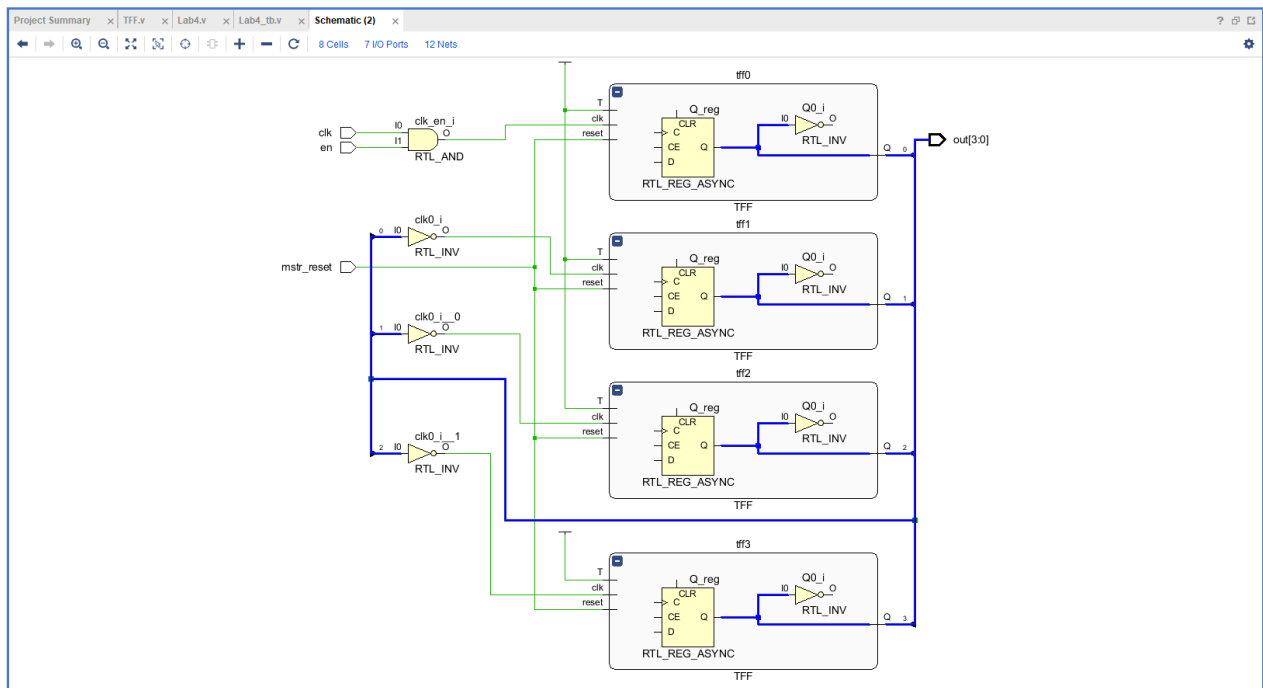 Project Summary × TFF.v × Lab4.v × Lab4_tb.v × Schematic (2) ×
8 Cells 7 I/O Ports 12 Nets
clk
en
I0
I1
clk_en_i
O
RTL_AND
mstr_reset
0 I0
clk0_i
O
RTL_INV
1 I0
clk0_i__0
O
RTL_INV
2 I0
clk0_i__1
O
RTL_INV
tff0
T
clk
reset
Q_reg
CLR
C
CE Q
D
RTL_REG_ASYNC
Q0_i
I0 O
RTL_INV
Q 0
TFF
out[3:0]
tff1
T
clk
reset
Q_reg
CLR
C
CE Q
D
RTL_REG_ASYNC
Q0_i
I0 O
RTL_INV
Q 1
TFF
tff2
T
clk
reset
Q_reg
CLR
C
CE Q
D
RTL_REG_ASYNC
Q0_i
I0 O
RTL_INV
Q 2
TFF
tff3
T
clk
reset
Q_reg
CLR
C
CE Q
D
RTL_REG_ASYNC
Q0_i
I0 O
RTL_INV
Q 3
TFF